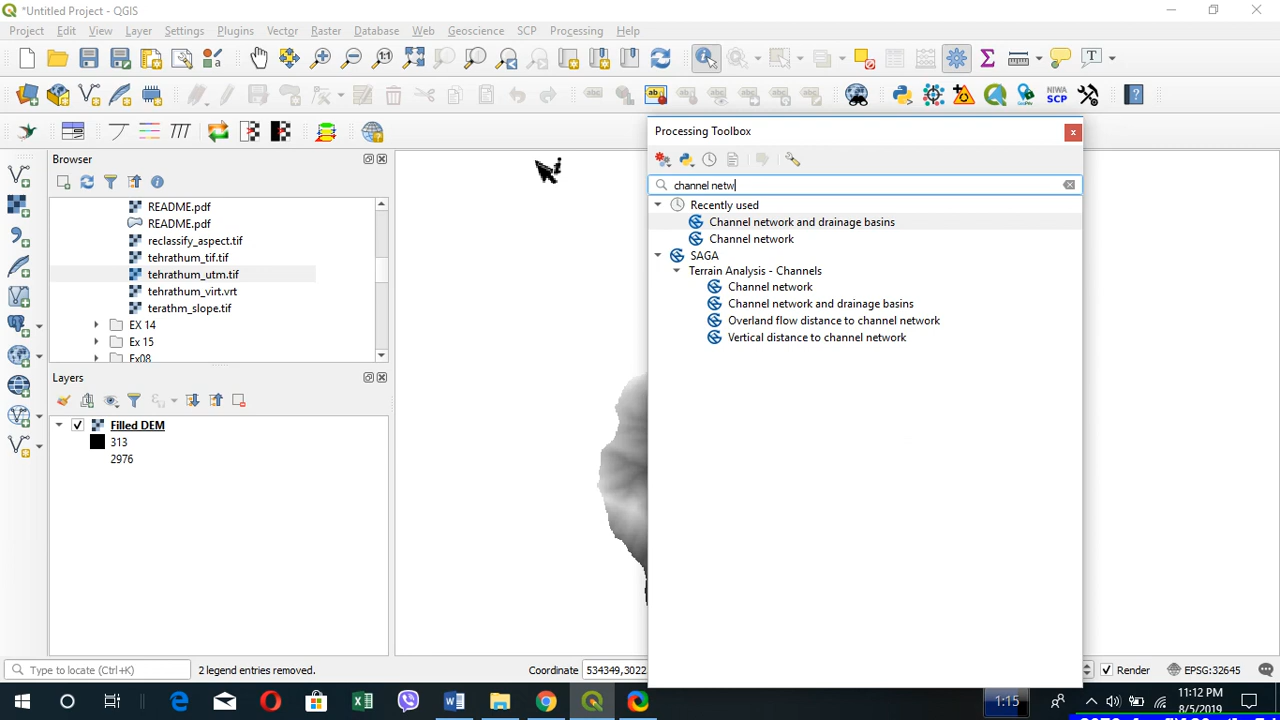 *Untitled Project - QGIS
Project Edit View Layer Settings Plugins Vector Raster Database Web Geoscience SCP Processing Help
NIWA
SCP
Browser
README.pdf
README.pdf
reclassify_aspect.tif
tehrathum_tif.tif
tehrathum_utm.tif
tehrathum_virt.vrt
terathm_slope.tif
EX 14
Ex 15
Ex08
Layers
Filled DEM
313
2976
Processing Toolbox
channel netw
Recently used
Channel network and drainage basins
Channel network
SAGA
Terrain Analysis - Channels
Channel network
Channel network and drainage basins
Overland flow distance to channel network
Vertical distance to channel network
Type to locate (Ctrl+K) 2 legend entries removed. Coordinate 534349,3022 Render EPSG:32645
1:15
11:12 PM
8/5/2019